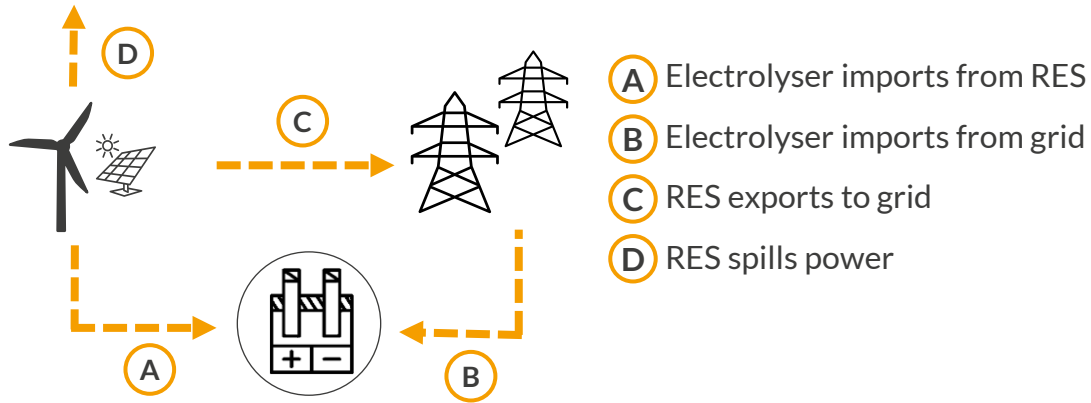 D
C
A
B
+ −
A Electrolyser imports from RES
B Electrolyser imports from grid
C RES exports to grid
D RES spills power